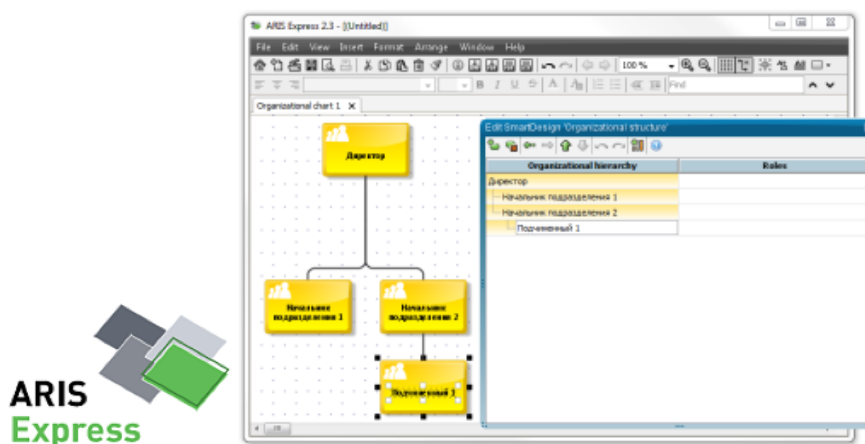 ARIS Express 2.3 - [(Untitled)]
File Edit View Insert Format Arrange Window Help
100 %
B I U S A
Find
Organizational chart 1 X
Директор
Начальник
подразделения 1
Начальник
подразделения 2
Подчиненный 1
Edit SmartDesign 'Organizational structure'
Organizational hierarchy Roles
Директор
Начальник подразделения 1
Начальник подразделения 2
Подчиненный 1
ARIS
Express